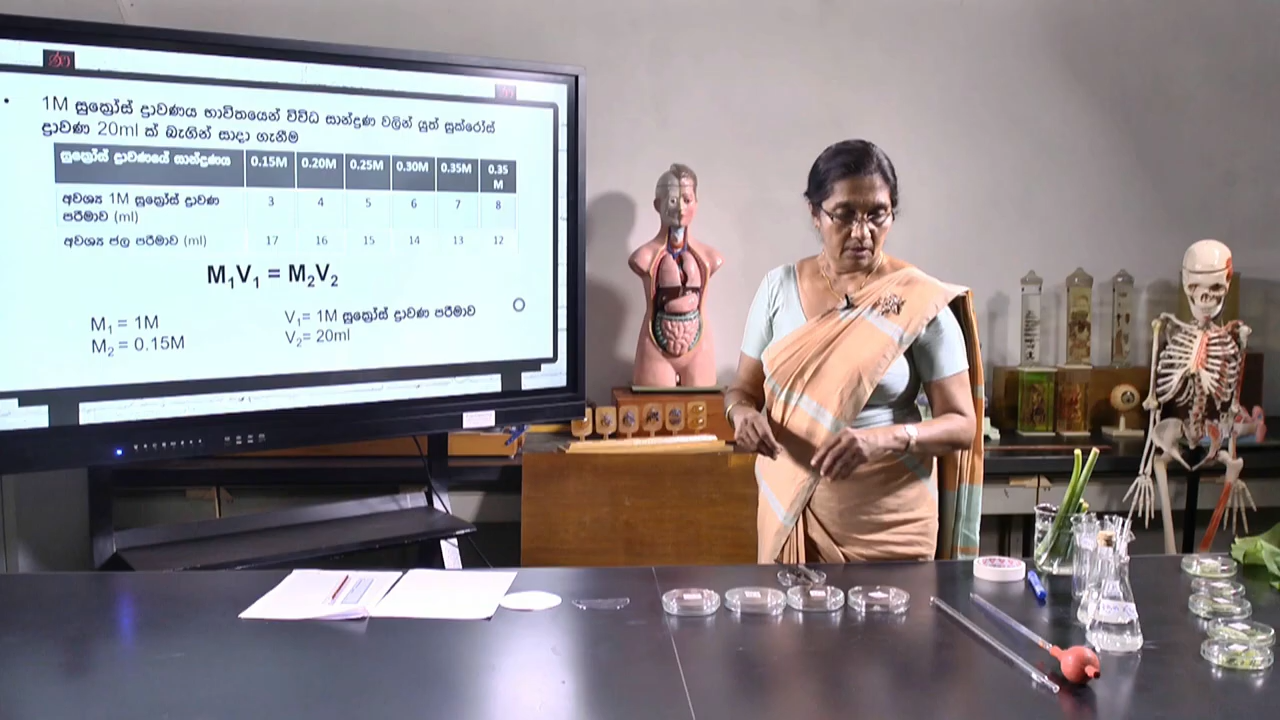 1M සුක්‍රෝස් ද්‍රාවණය භාවිතයෙන් විවිධ සාන්ද්‍රණ වලින් යුත් සුක්රෝස්
ද්‍රාවණ 20ml ක් බැගින් සාදා ගැනීම
සුක්‍රෝස් ද්‍රාවණයේ සාන්ද්‍රණය 0.15M 0.20M 0.25M 0.30M 0.35M 0.35
M
අවශ්‍ය 1M සුක්‍රෝස් ද්‍රාවණ 3 4 5 6 7 8
පරිමාව (ml)
අවශ්‍ය ජල පරිමාව (ml) 17 16 15 14 13 12
M₁V₁ = M₂V₂
M₁ = 1M V₁= 1M සුක්‍රෝස් ද්‍රාවණ පරිමාව
M₂ = 0.15M V₂= 20ml